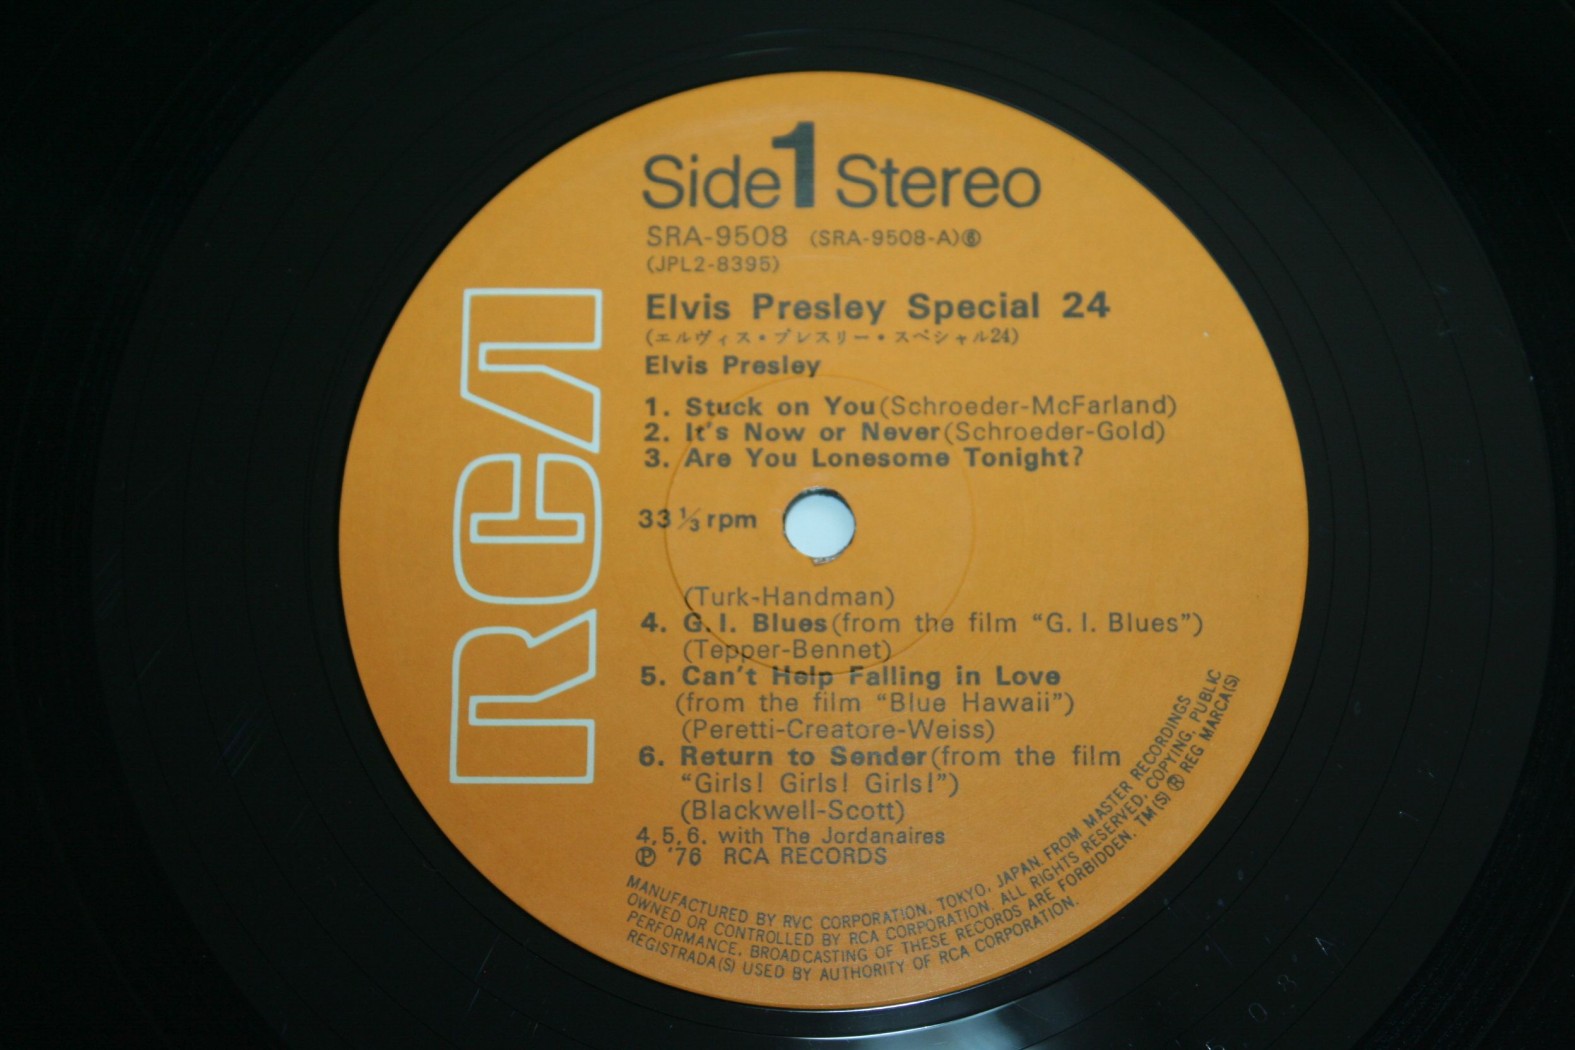 Side 1 Stereo
SRA-9508 (SRA-9508-A)⑥
(JPL2-8395)
Elvis Presley Special 24
(エルヴィス・プレスリー・スペシャル24)
Elvis Presley
1. Stuck on You(Schroeder-McFarland)
2. It's Now or Never(Schroeder-Gold)
3. Are You Lonesome Tonight?
33⅓rpm
(Turk-Handman)
4. G.I. Blues(from the film “G.I. Blues”)
(Tepper-Bennet)
5. Can't Help Falling in Love
(from the film “Blue Hawaii”)
(Peretti-Creatore-Weiss)
6. Return to Sender(from the film
“Girls! Girls! Girls!”)
(Blackwell-Scott)
4,5,6. with The Jordanaires
Ⓟ '76 RCA RECORDS
RCA
MANUFACTURED BY RVC CORPORATION, TOKYO, JAPAN. FROM MASTER RECORDINGS
OWNED OR CONTROLLED BY RCA CORPORATION. ALL RIGHTS RESERVED. COPYING, PUBLIC
PERFORMANCE, BROADCASTING OF THESE RECORDS ARE FORBIDDEN. TM(S) ® REG MARCA(S)
REGISTRADA(S) USED BY AUTHORITY OF RCA CORPORATION.